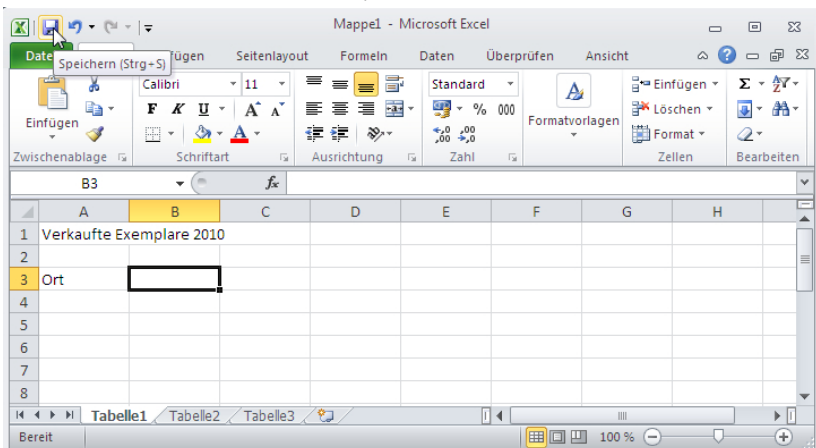 Mappe1 - Microsoft Excel
Seitenlayout Formeln Daten Überprüfen Ansicht
Speichern (Strg+S)
Calibri 11 Standard
Einfügen F K U A A % 000 Formatvorlagen Einfügen Löschen Format Σ
Zwischenablage Schriftart Ausrichtung Zahl Zellen Bearbeiten
B3 fx
A B C D E F G H
1 Verkaufte Exemplare 2010
2
3 Ort
4
5
6
7
8
Tabelle1 Tabelle2 Tabelle3
Bereit 100 %